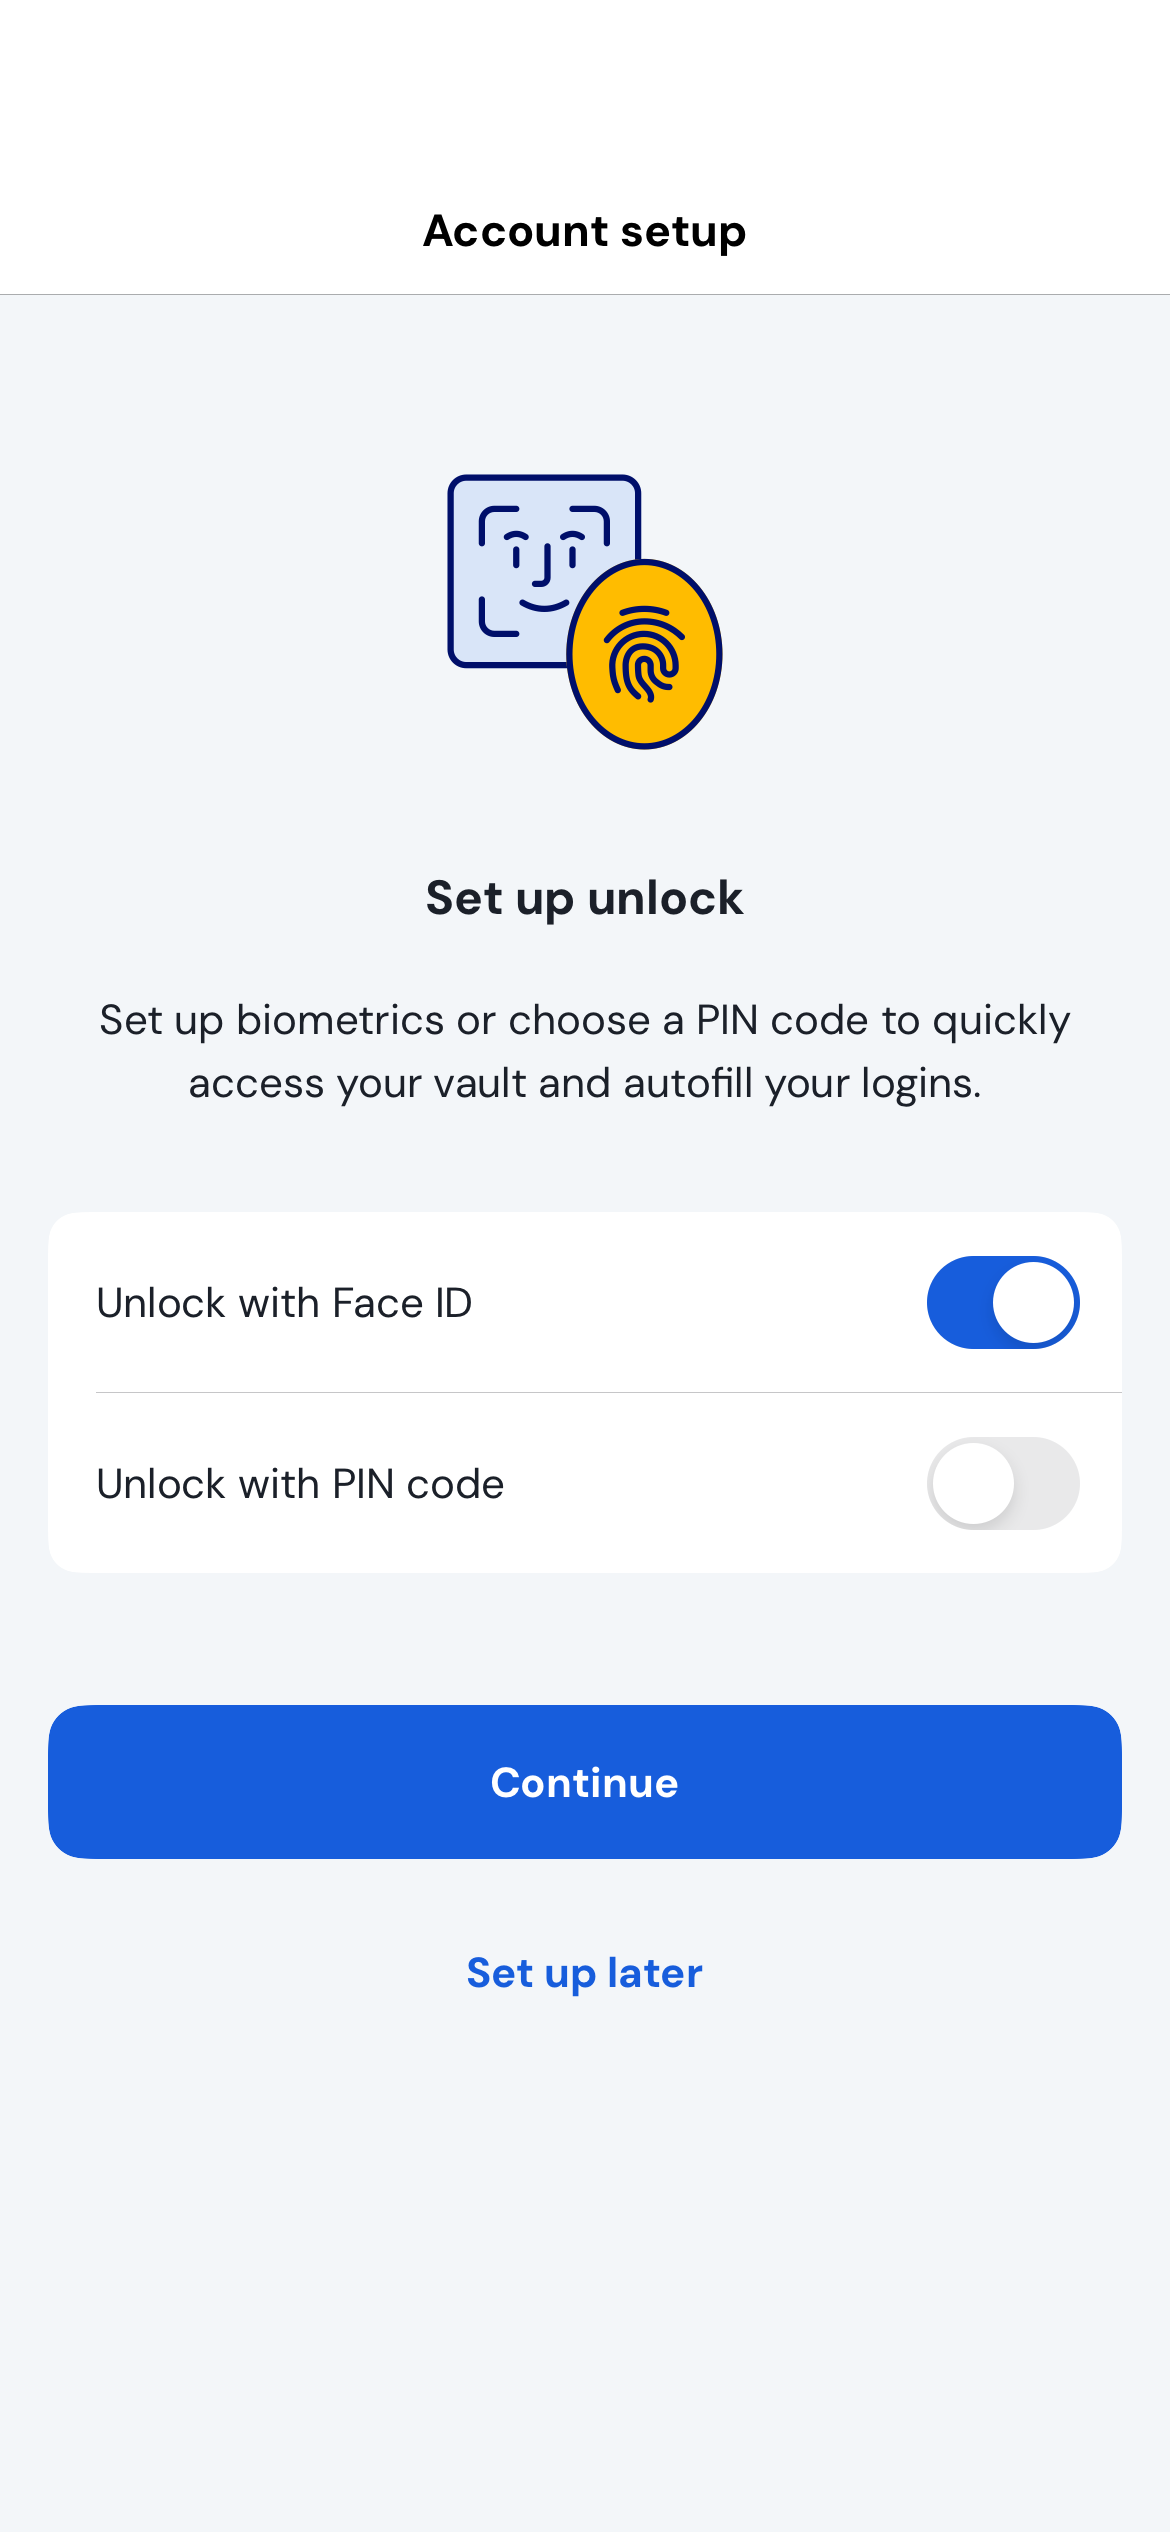 Account setup
Set up unlock
Set up biometrics or choose a PIN code to quickly
access your vault and autofill your logins.
Unlock with Face ID
Unlock with PIN code
Continue
Set up later